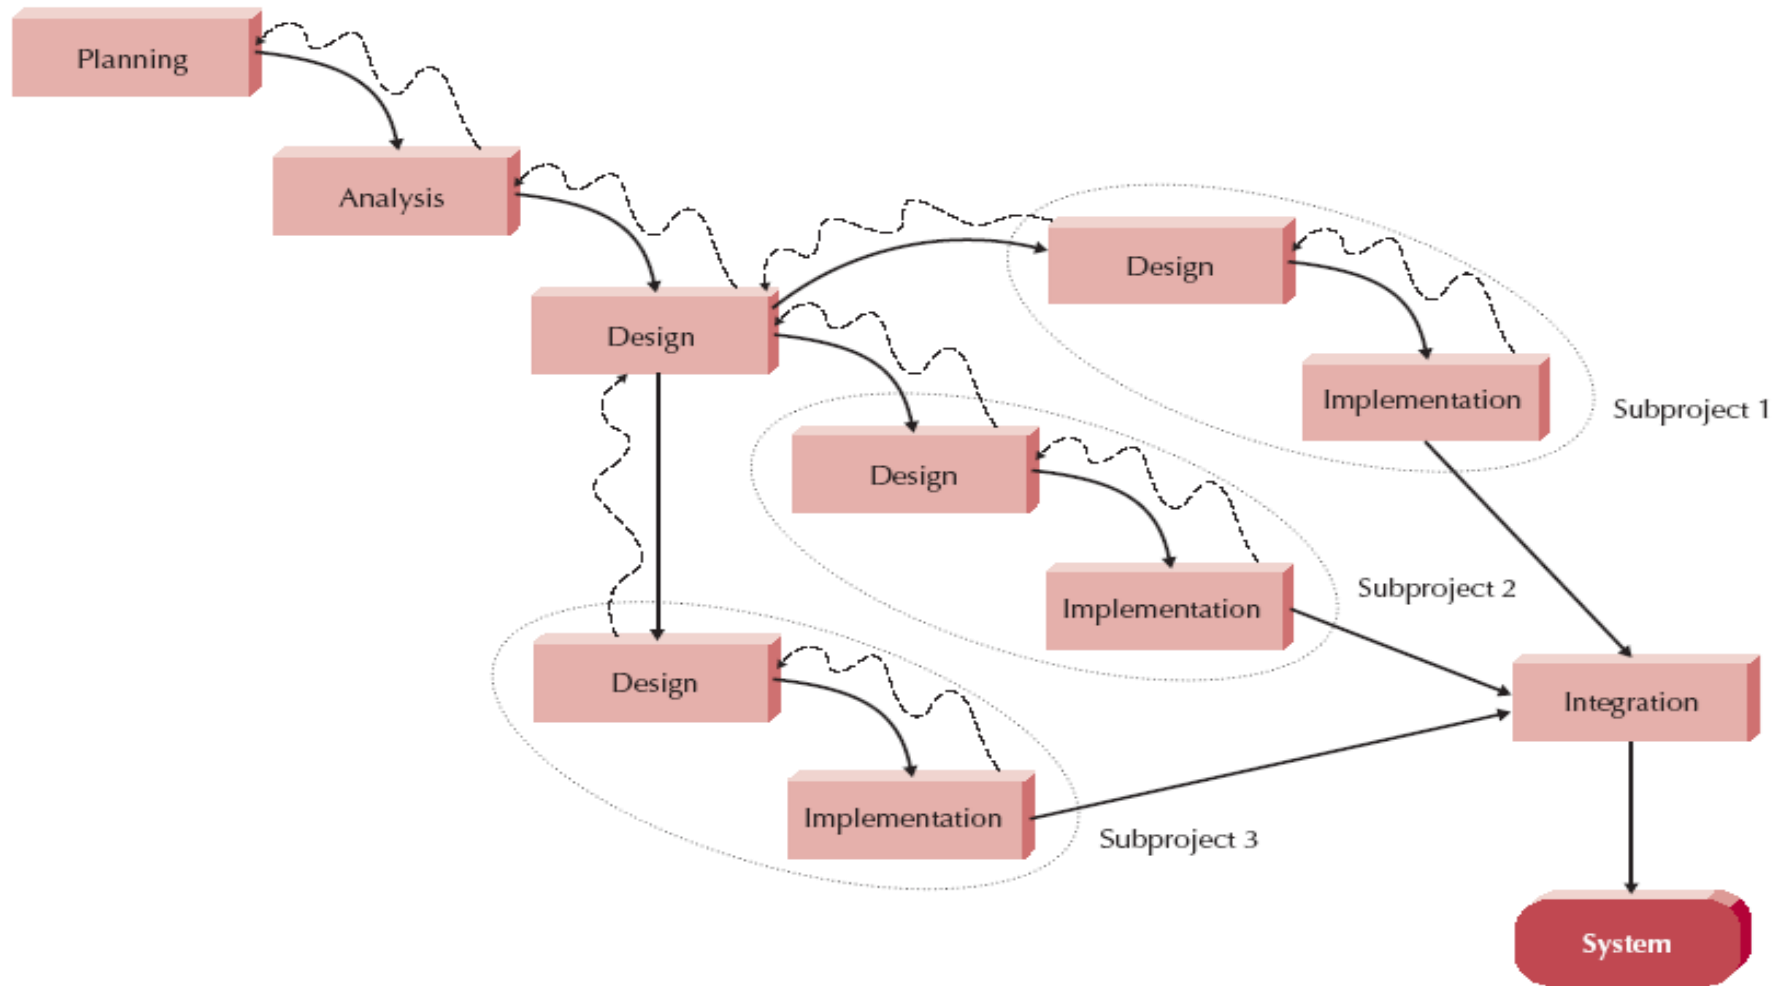 Planning
Analysis
Design
Design
Implementation
Subproject 1
Design
Implementation
Subproject 2
Design
Implementation
Subproject 3
Integration
System